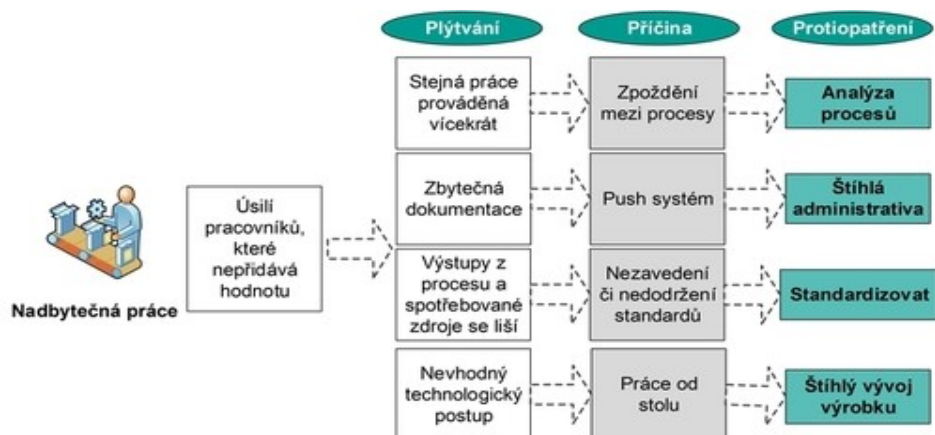 Plýtvání
Příčina
Protiopatření
Stejná práce
prováděná
vícekrát
Zpoždění
mezi procesy
Analýza
procesů
Zbytečná
dokumentace
Push systém
Štíhlá
administrativa
Úsilí
pracovníků,
které
nepřidává
hodnotu
Nadbytečná práce
Výstupy z
procesu a
spotřebované
zdroje se liší
Nezavedení
či nedodržení
standardů
Standardizovat
Nevhodný
technologický
postup
Práce od
stolu
Štíhlý vývoj
výrobku